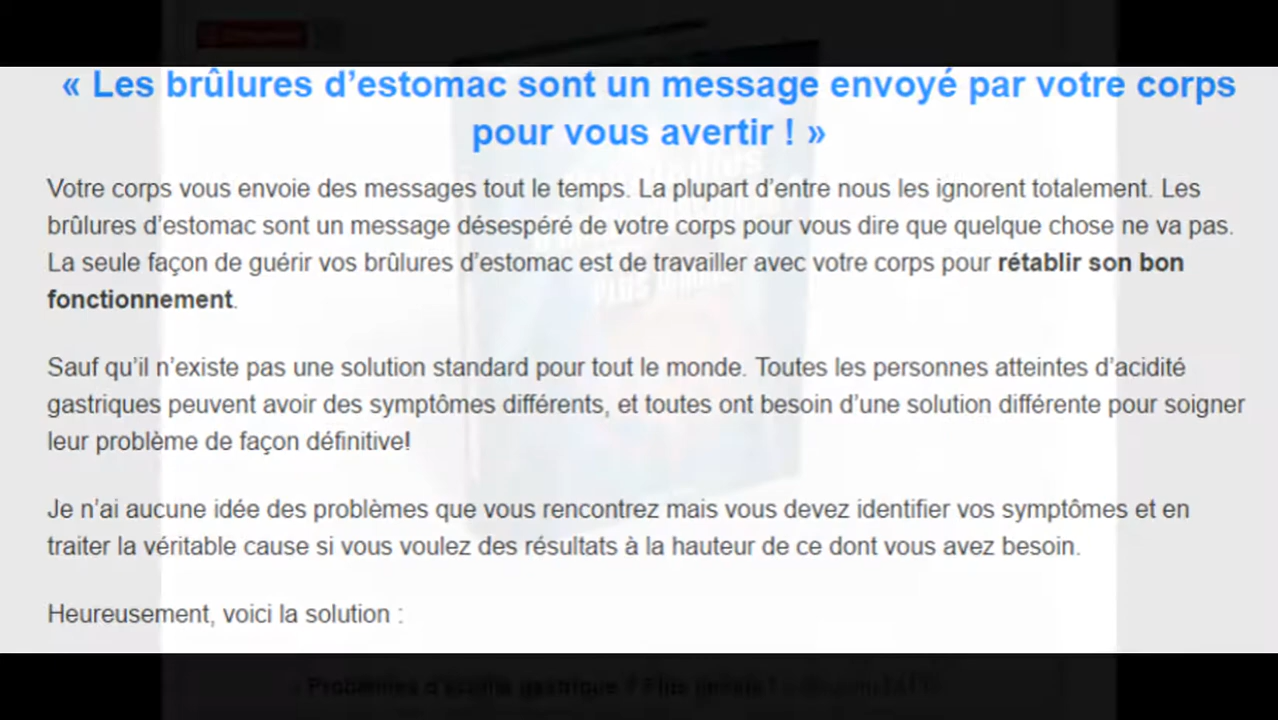 « Les brûlures d’estomac sont un message envoyé par votre corps
pour vous avertir ! »
Votre corps vous envoie des messages tout le temps. La plupart d’entre nous les ignorent totalement. Les
brûlures d’estomac sont un message désespéré de votre corps pour vous dire que quelque chose ne va pas.
La seule façon de guérir vos brûlures d’estomac est de travailler avec votre corps pour rétablir son bon
fonctionnement.
Sauf qu’il n’existe pas une solution standard pour tout le monde. Toutes les personnes atteintes d’acidité
gastriques peuvent avoir des symptômes différents, et toutes ont besoin d’une solution différente pour soigner
leur problème de façon définitive!
Je n’ai aucune idée des problèmes que vous rencontrez mais vous devez identifier vos symptômes et en
traiter la véritable cause si vous voulez des résultats à la hauteur de ce dont vous avez besoin.
Heureusement, voici la solution :
Problèmes d'acidité gastrique ? Plus jamais !